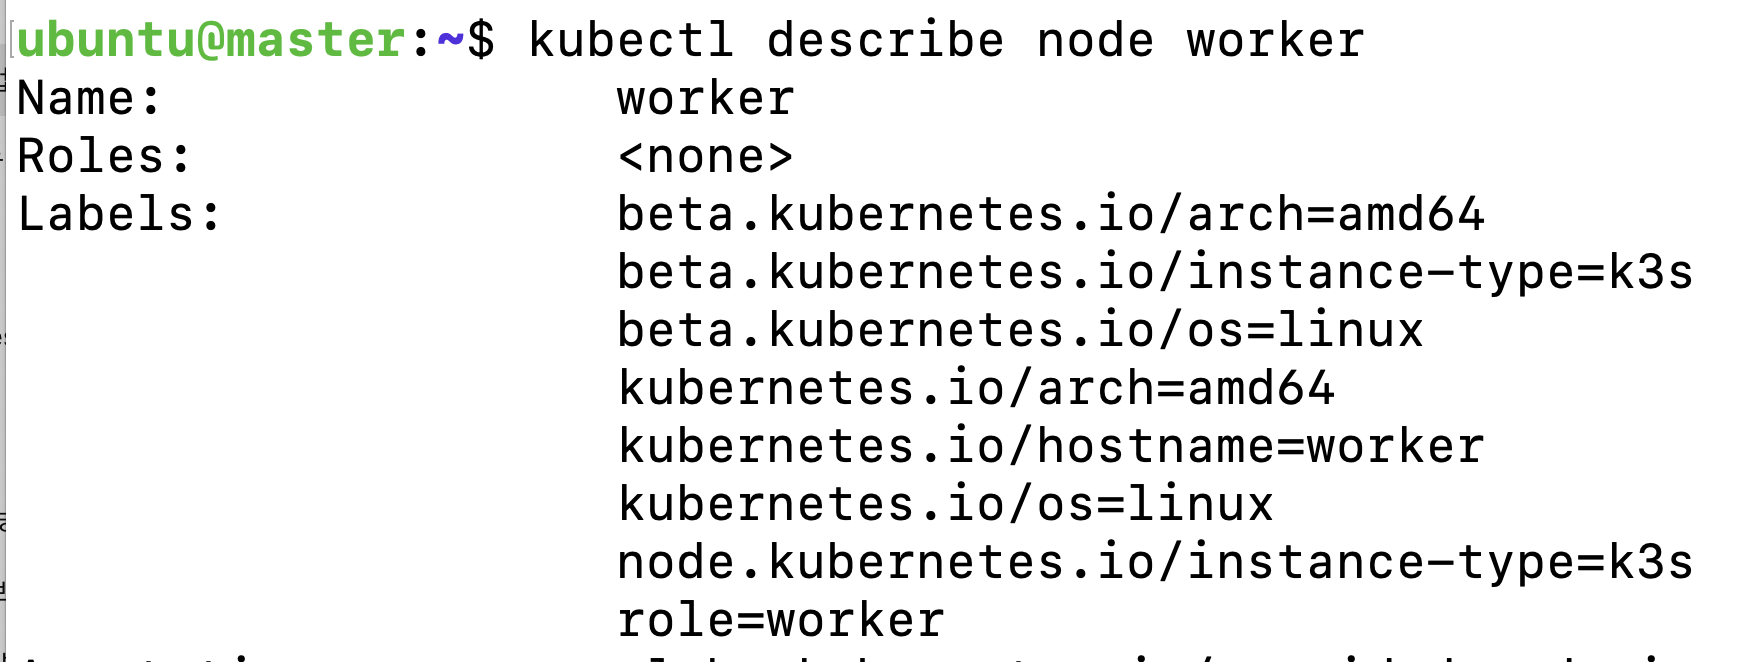 ubuntu@master:~$ kubectl describe node worker
Name: worker
Roles: <none>
Labels: beta.kubernetes.io/arch=amd64
beta.kubernetes.io/instance-type=k3s
beta.kubernetes.io/os=linux
kubernetes.io/arch=amd64
kubernetes.io/hostname=worker
kubernetes.io/os=linux
node.kubernetes.io/instance-type=k3s
role=worker